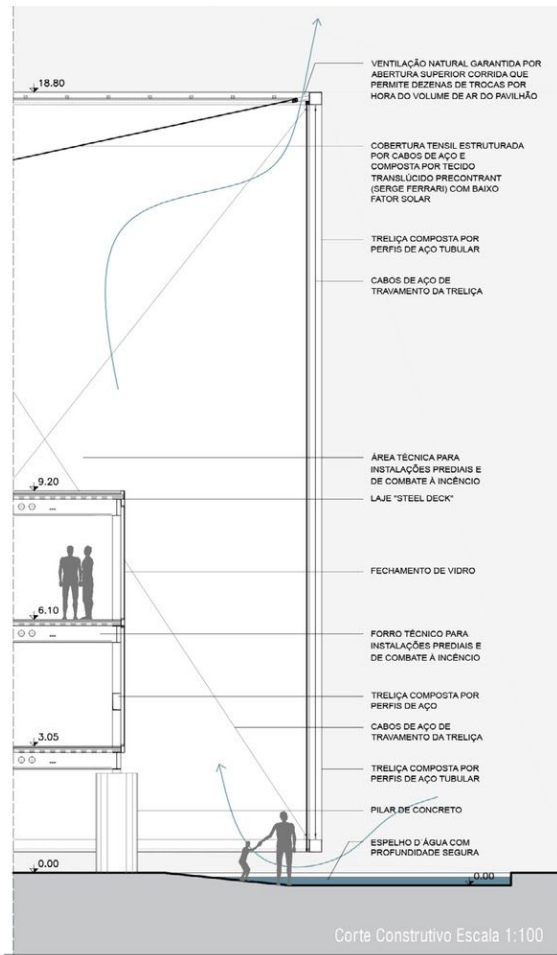 VENTILAÇÃO NATURAL GARANTIDA POR
ABERTURA SUPERIOR CORRIDA QUE
PERMITE DEZENAS DE TROCAS POR
HORA DO VOLUME DE AR DO PAVILHÃO
18.80
COBERTURA TENSIL ESTRUTURADA
POR CABOS DE AÇO E
COMPOSTA POR TECIDO
TRANSLÚCIDO PRECONTRANT
(SERGE FERRARI) COM BAIXO
FATOR SOLAR
TRELIÇA COMPOSTA POR
PERFIS DE AÇO TUBULAR
CABOS DE AÇO DE
TRAVAMENTO DA TRELIÇA
ÁREA TÉCNICA PARA
INSTALAÇÕES PREDIAIS E
DE COMBATE À INCÊNCIO
9.20
LAJE "STEEL DECK"
FECHAMENTO DE VIDRO
6.10
FORRO TÉCNICO PARA
INSTALAÇÕES PREDIAIS E
DE COMBATE À INCÊNCIO
TRELIÇA COMPOSTA POR
PERFIS DE AÇO
CABOS DE AÇO DE
TRAVAMENTO DA TRELIÇA
3.05
TRELIÇA COMPOSTA POR
PERFIS DE AÇO TUBULAR
PILAR DE CONCRETO
ESPELHO D'ÁGUA COM
PROFUNDIDADE SEGURA
0.00
0.00
Corte Construtivo Escala 1:100